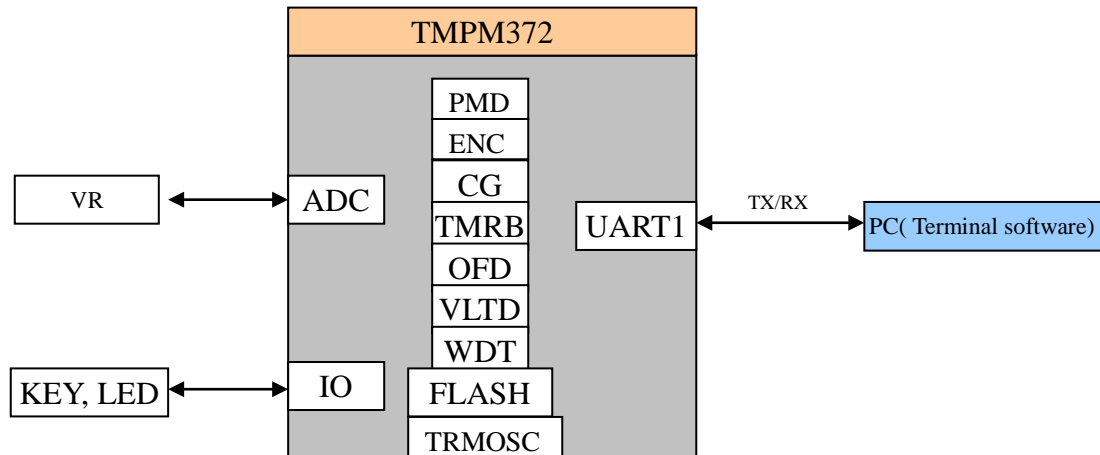 TMPM372
PMD
ENC
CG
VR
ADC
TMRB
UART1
TX/RX
PC( Terminal software)
OFD
VLTD
WDT
KEY, LED
IO
FLASH
TRMOSC